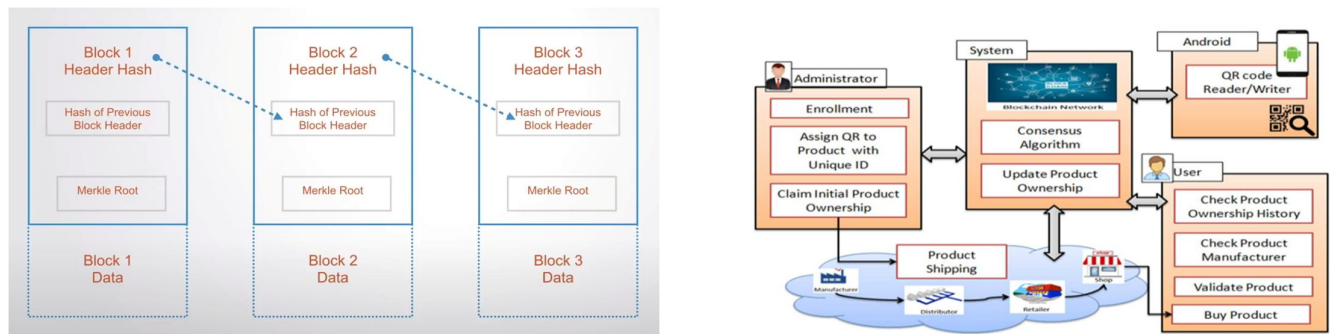 Block 1
Header Hash
Hash of Previous
Block Header
Merkle Root
Block 1
Data
Block 2
Header Hash
Hash of Previous
Block Header
Merkle Root
Block 2
Data
Block 3
Header Hash
Hash of Previous
Block Header
Merkle Root
Block 3
Data
Administrator
Enrollment
Assign QR to
Product with
Unique ID
Claim Initial Product
Ownership
System
Blockchain Network
Consensus
Algorithm
Update Product
Ownership
Android
QR code
Reader/Writer
User
Check Product
Ownership History
Check Product
Manufacturer
Validate Product
Buy Product
Product
Shipping
Manufacturer
Distributor
Retailer
shop
Shop